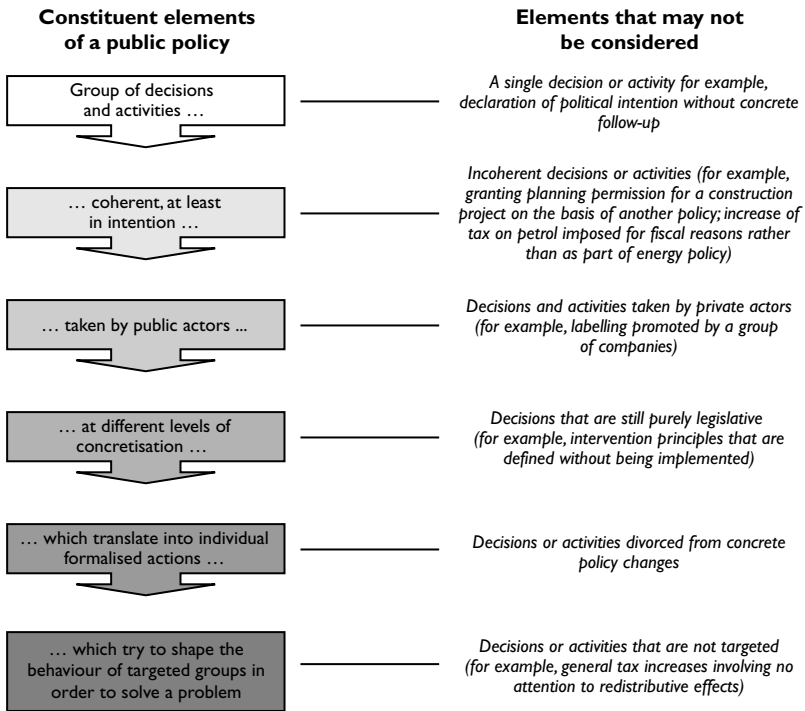 Constituent elements
of a public policy
Elements that may not
be considered
Group of decisions
and activities …
A single decision or activity for example,
declaration of political intention without concrete
follow-up
… coherent, at least
in intention …
Incoherent decisions or activities (for example,
granting planning permission for a construction
project on the basis of another policy; increase of
tax on petrol imposed for fiscal reasons rather
than as part of energy policy)
… taken by public actors ...
Decisions and activities taken by private actors
(for example, labelling promoted by a group
of companies)
… at different levels of
concretisation …
Decisions that are still purely legislative
(for example, intervention principles that are
defined without being implemented)
… which translate into individual
formalised actions …
Decisions or activities divorced from concrete
policy changes
… which try to shape the
behaviour of targeted groups in
order to solve a problem
Decisions or activities that are not targeted
(for example, general tax increases involving no
attention to redistributive effects)